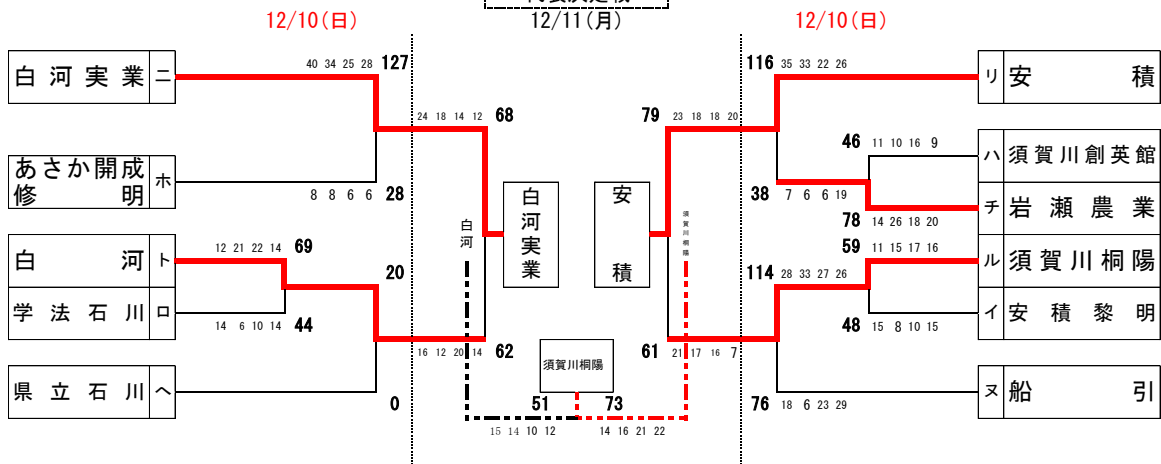 12/10(日)
12/11(月)
12/10(日)
白河実業 ニ
40 34 25 28 127
116 35 33 22 26
リ 安積
24 18 14 12 68
79 23 18 18 20
46 11 10 16 9
ハ 須賀川創英館
あさか開成
修明 ホ
8 8 6 6 28
38 7 6 6 19
チ 岩瀬農業
78 14 26 18 20
白河
白河実業
安積
須賀川桐陽
白河 ト
12 21 22 14 69
59 11 15 17 16
ル 須賀川桐陽
20
114 28 33 27 26
学法石川 ロ
14 6 10 14 44
48 15 8 10 15
イ 安積黎明
16 12 20 14 62
61 21 17 16 7
須賀川桐陽
県立石川 ヘ
0
51 73
76 18 6 23 29
ヌ 船引
15 14 10 12
14 16 21 22